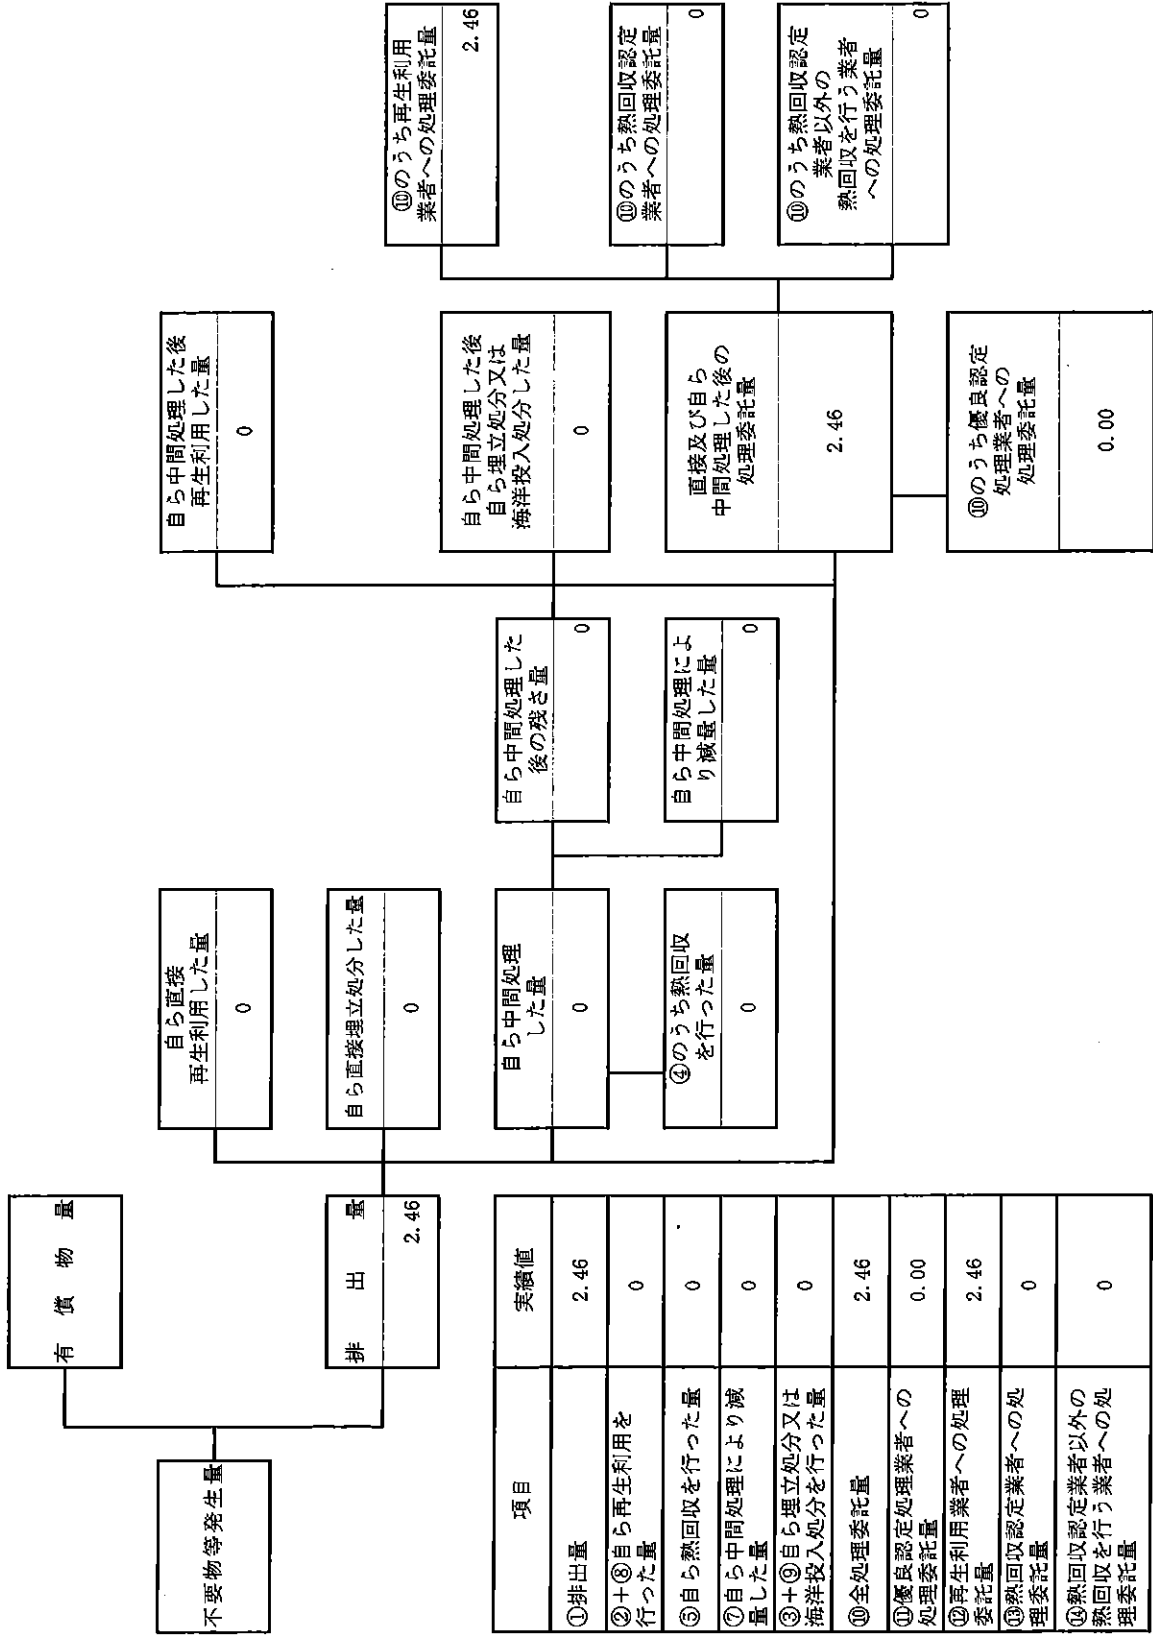 不要物等発生量
有償物量
排出量
2.46
自ら直接
再生利用した量
0
自ら直接埋立処分した量
0
自ら中間処理
した量
0
④のうち熱回収
を行った量
0
自ら中間処理した
後の残さ量
0
自ら中間処理によ
り減量した量
0
自ら中間処理した後
再生利用した量
0
自ら中間処理した後
自ら埋立処分又は
海洋投入処分した量
0
直接及び自ら
中間処理した後の
処理委託量
2.46
⑩のうち優良認定
処理業者への
処理委託量
0.00
⑩のうち再生利用
業者への処理委託量
2.46
⑩のうち熱回収認定
業者への処理委託量
0
⑩のうち熱回収認定
業者以外の
熱回収を行う業者
への処理委託量
0
項目 実績値
①排出量 2.46
②+⑧自ら再生利用を
行った量 0
⑤自ら熱回収を行った量 0
⑦自ら中間処理により減
量した量 0
③+⑨自ら埋立処分又は
海洋投入処分を行った量 0
⑩全処理委託量 2.46
⑪優良認定処理業者への
処理委託量 0.00
⑫再生利用業者への処理
委託量 2.46
⑬熱回収認定業者への処
理委託量 0
⑭熱回収認定業者以外の
熱回収を行う業者への処
理委託量 0